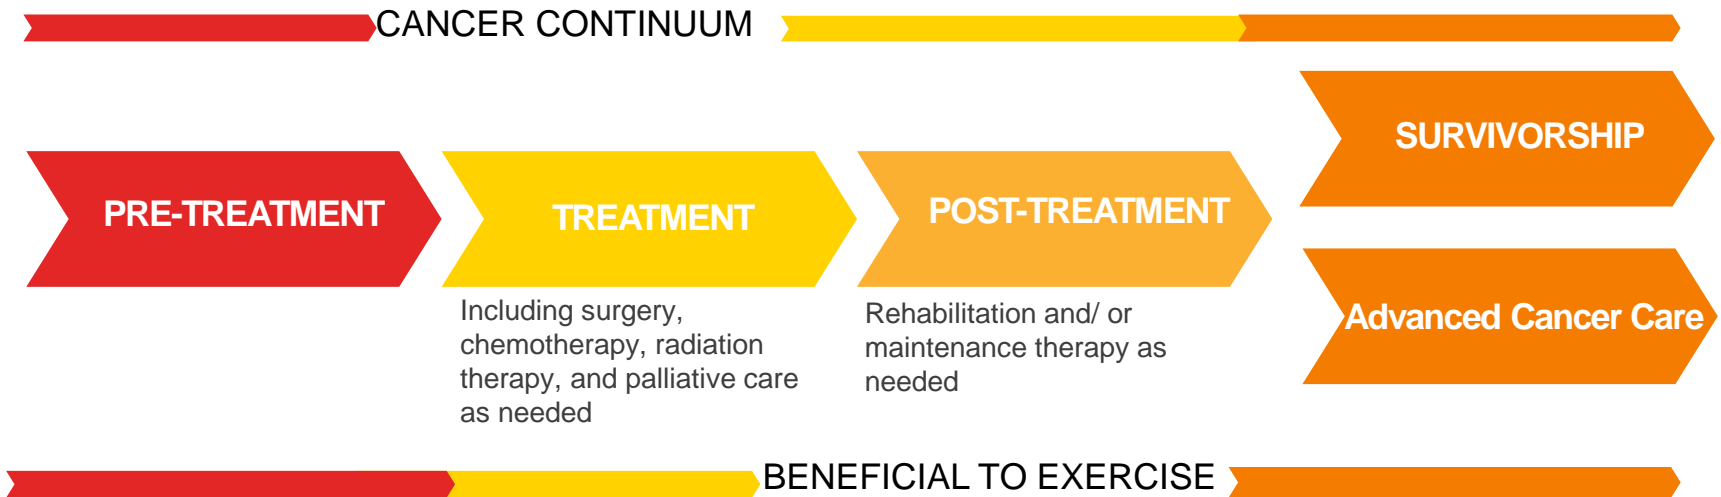 CANCER CONTINUUM
PRE-TREATMENT
TREATMENT
Including surgery,
chemotherapy, radiation
therapy, and palliative care
as needed
POST-TREATMENT
Rehabilitation and/ or
maintenance therapy as
needed
SURVIVORSHIP
Advanced Cancer Care
BENEFICIAL TO EXERCISE